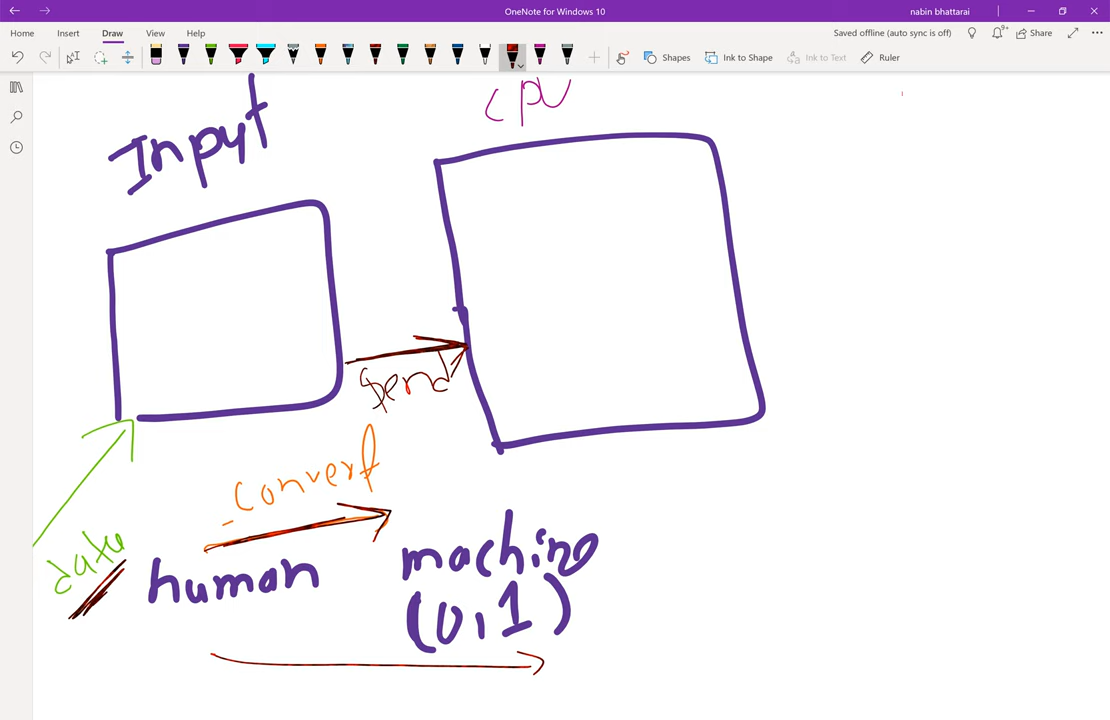 OneNote for Windows 10
nabin bhattarai
Home Insert Draw View Help
Saved offline (auto sync is off)
9+
Share
Shapes
Ink to Shape
Ink to Text
Ruler
CPU
Input
Send
Convert
data
human
machine
(0,1)